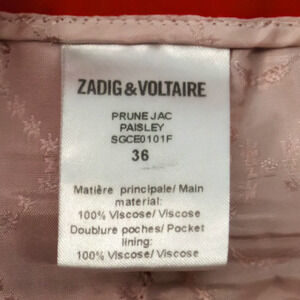 ZADIG & VOLTAIRE
PRUNE JAC
PAISLEY
SGCE0101F
36
Matière principale/ Main
material:
100% Viscose/ Viscose
Doublure poches/ Pocket
lining:
100% Viscose/ Viscose